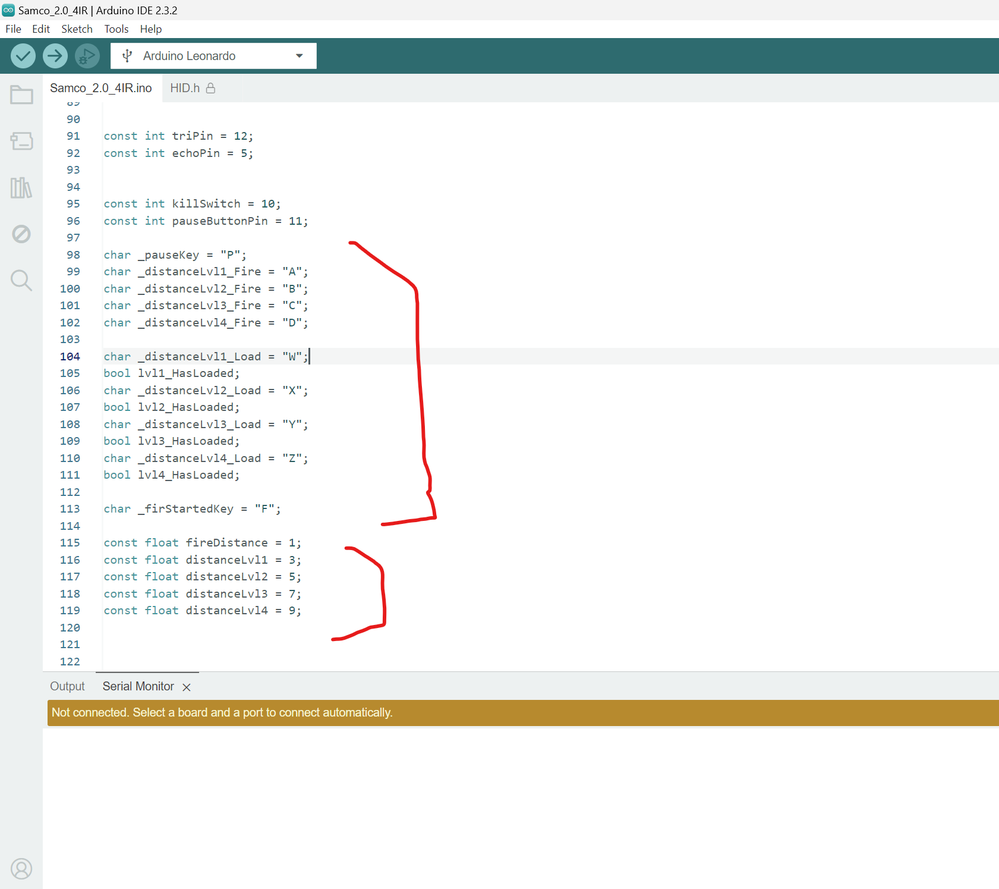 Samco_2.0_4IR | Arduino IDE 2.3.2
File Edit Sketch Tools Help
Arduino Leonardo
Samco_2.0_4IR.ino HID.h
89
90
91 const int triPin = 12;
92 const int echoPin = 5;
93
94
95 const int killSwitch = 10;
96 const int pauseButtonPin = 11;
97
98 char _pauseKey = "P";
99 char _distanceLvl1_Fire = "A";
100 char _distanceLvl2_Fire = "B";
101 char _distanceLvl3_Fire = "C";
102 char _distanceLvl4_Fire = "D";
103
104 char _distanceLvl1_Load = "W";
105 bool lvl1_HasLoaded;
106 char _distanceLvl2_Load = "X";
107 bool lvl2_HasLoaded;
108 char _distanceLvl3_Load = "Y";
109 bool lvl3_HasLoaded;
110 char _distanceLvl4_Load = "Z";
111 bool lvl4_HasLoaded;
112
113 char _firStartedKey = "F";
114
115 const float fireDistance = 1;
116 const float distanceLvl1 = 3;
117 const float distanceLvl2 = 5;
118 const float distanceLvl3 = 7;
119 const float distanceLvl4 = 9;
120
121
122
Output Serial Monitor
Not connected. Select a board and a port to connect automatically.